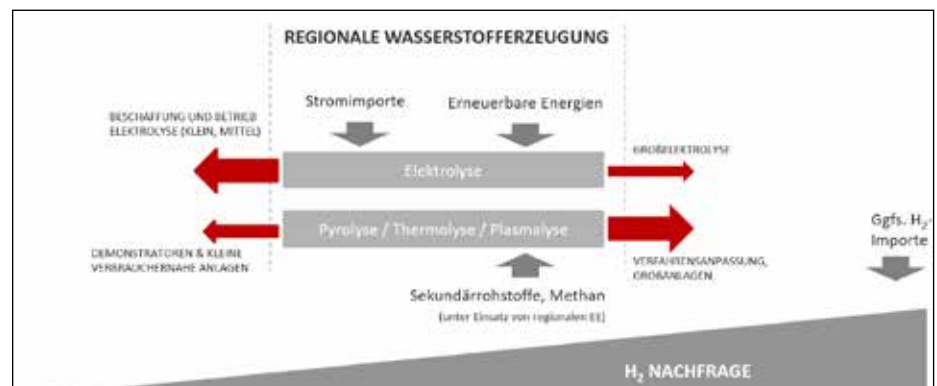 REGIONALE WASSERSTOFFERZEUGUNG
Stromimporte
Erneuerbare Energien
BESCHAFFUNG UND BETRIEB
ELEKTROLYSE (KLEIN, MITTEL)
GROẞELEKTROLYSE
Elektrolyse
Pyrolyse / Thermolyse / Plasmalyse
Ggfs. H₂-
Importe
DEMONSTRATOREN & KLEINE
VERBRAUCHERNAHE ANLAGEN
VERFAHRENSANPASSUNG,
GROẞANLAGEN
Sekundärrohstoffe, Methan
(unter Einsatz von regionalen EE)
H₂ NACHFRAGE